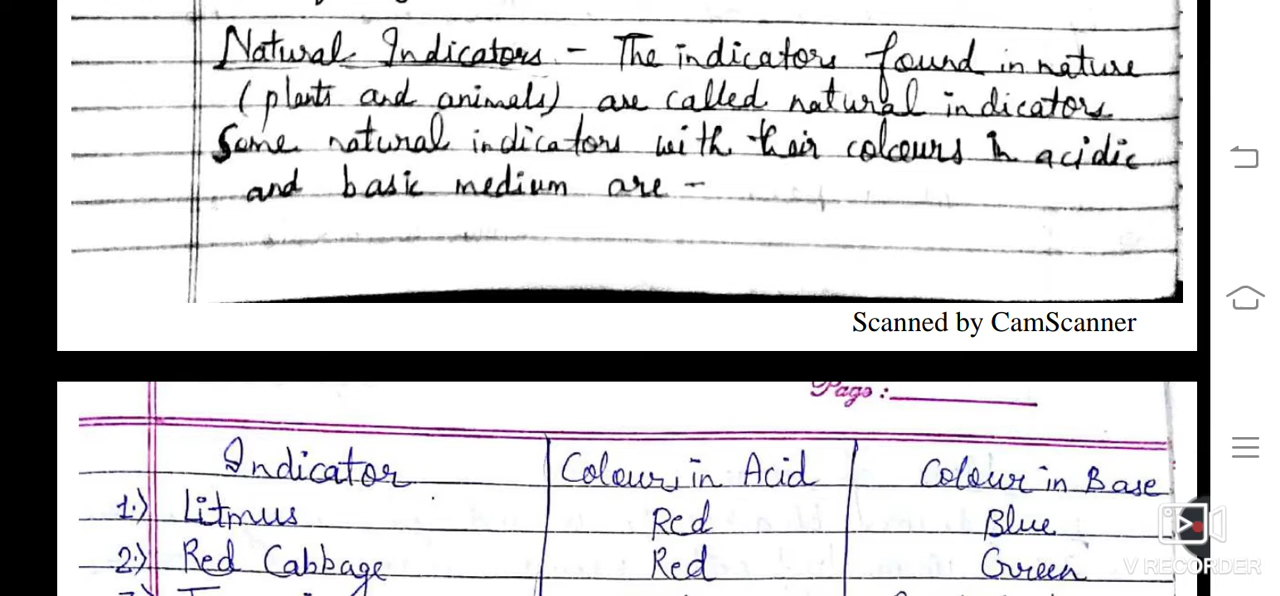 Natural Indicators - The indicators found in nature
(plants and animals) are called natural indicators
Some natural indicators with their colours in acidic
and basic medium are -
Scanned by CamScanner
Page :
Indicator Colour in Acid Colour in Base
1.) Litmus Red Blue
2.) Red Cabbage Red Green
V RECORDER